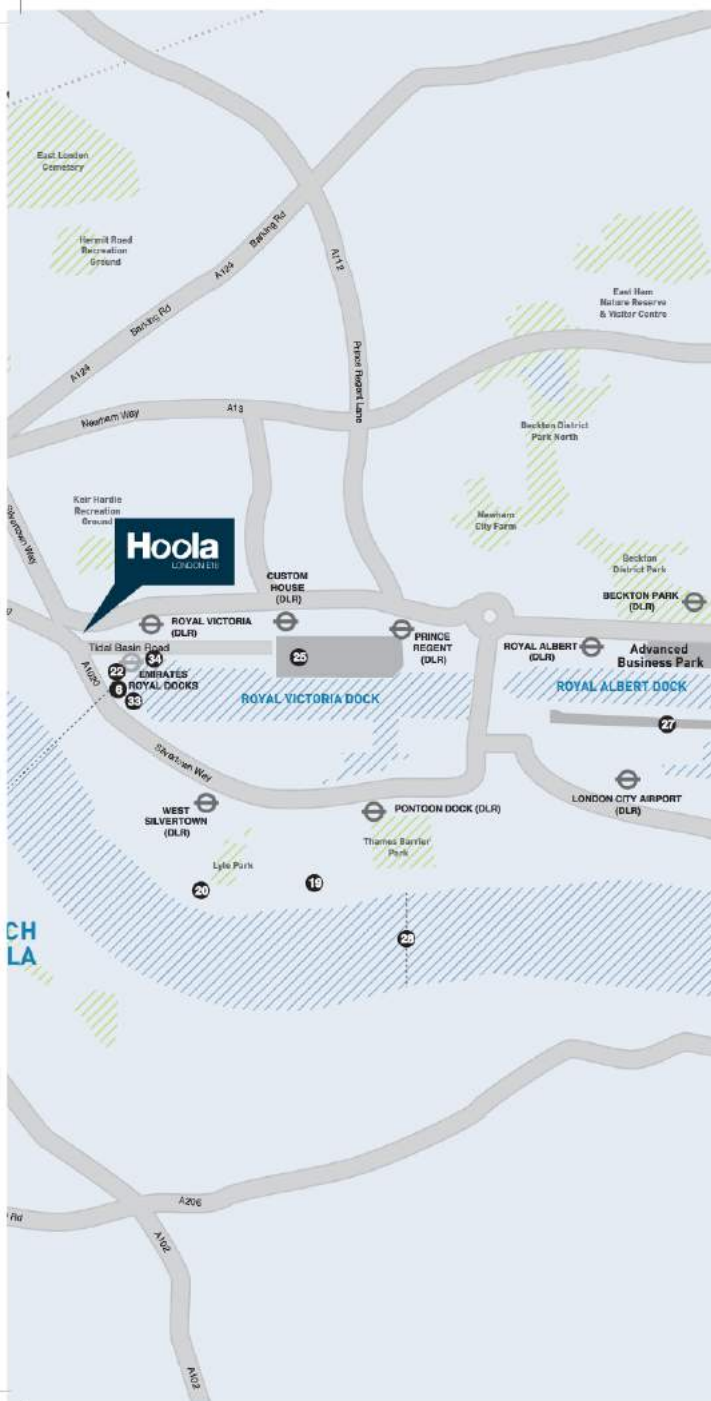 East London
Cemetery
Hermit Road
Recreation
Ground
Barking Rd
A124
A112
East Ham
Nature Reserve
& Visitor Centre
Barking Rd
A124
Prince Regent Lane
Newham Way
A13
Beckton District
Park North
Keir Hardie
Recreation
Ground
Silvertown Way
Newham
City Farm
Hoola
LONDON E16
Beckton
District Park
CUSTOM
HOUSE
(DLR)
BECKTON PARK
(DLR)
ROYAL VICTORIA
(DLR)
PRINCE
REGENT
(DLR)
ROYAL ALBERT
(DLR)
Advanced
Business Park
Tidal Basin Road
34
25
22
EMIRATES
ROYAL DOCKS
6
33
A1020
ROYAL VICTORIA DOCK
ROYAL ALBERT DOCK
27
Silvertown Way
WEST
SILVERTOWN
(DLR)
PONTOON DOCK (DLR)
LONDON CITY AIRPORT
(DLR)
Thames Barrier
Park
Lyle Park
20
19
28
CH
LA
A206
Rd
A102
A102